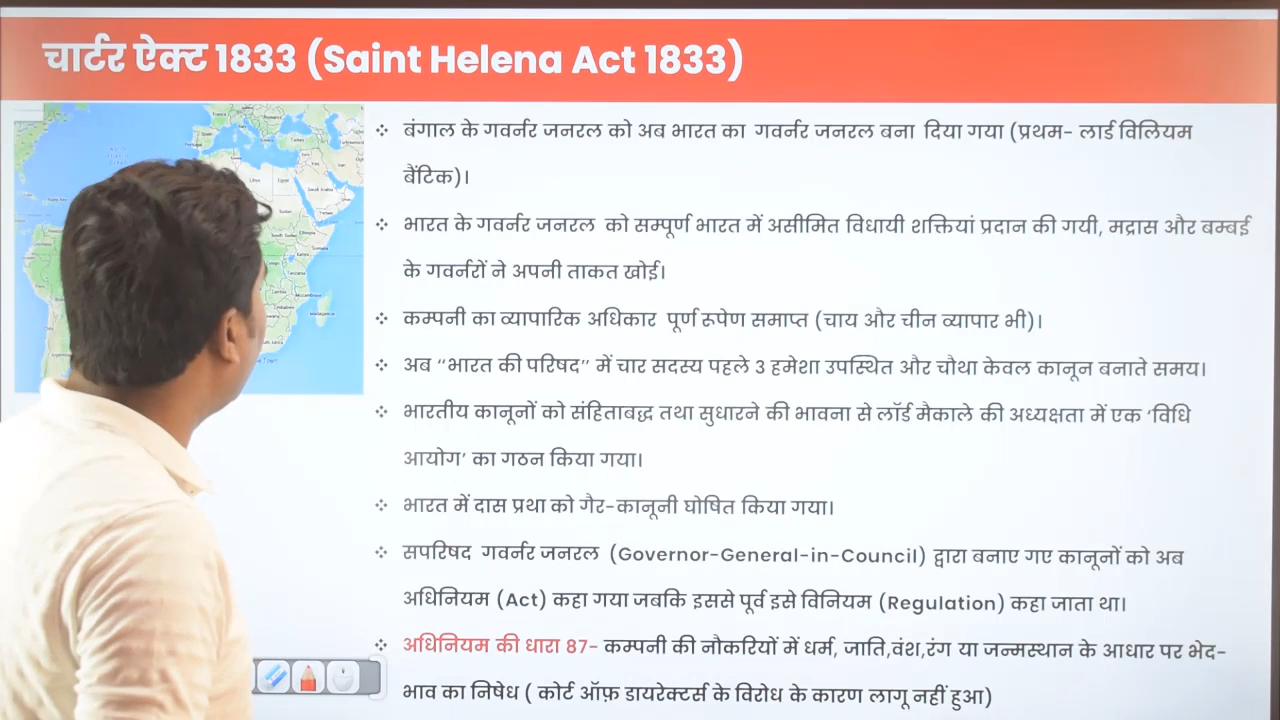 चार्टर ऐक्ट 1833 (Saint Helena Act 1833)
❖ बंगाल के गवर्नर जनरल को अब भारत का गवर्नर जनरल बना दिया गया (प्रथम- लार्ड विलियम
बैंटिक)।
❖ भारत के गवर्नर जनरल को सम्पूर्ण भारत में असीमित विधायी शक्तियां प्रदान की गयी, मद्रास और बम्बई
के गवर्नरों ने अपनी ताकत खोई।
❖ कम्पनी का व्यापारिक अधिकार पूर्ण रूपेण समाप्त (चाय और चीन व्यापार भी)।
❖ अब “भारत की परिषद” में चार सदस्य पहले 3 हमेशा उपस्थित और चौथा केवल कानून बनाते समय।
❖ भारतीय कानूनों को संहिताबद्ध तथा सुधारने की भावना से लॉर्ड मैकाले की अध्यक्षता में एक ‘विधि
आयोग’ का गठन किया गया।
❖ भारत में दास प्रथा को गैर-कानूनी घोषित किया गया।
❖ सपरिषद गवर्नर जनरल (Governor-General-in-Council) द्वारा बनाए गए कानूनों को अब
अधिनियम (Act) कहा गया जबकि इससे पूर्व इसे विनियम (Regulation) कहा जाता था।
❖ अधिनियम की धारा 87- कम्पनी की नौकरियों में धर्म, जाति,वंश,रंग या जन्मस्थान के आधार पर भेद-
भाव का निषेध ( कोर्ट ऑफ़ डायरेक्टर्स के विरोध के कारण लागू नहीं हुआ)